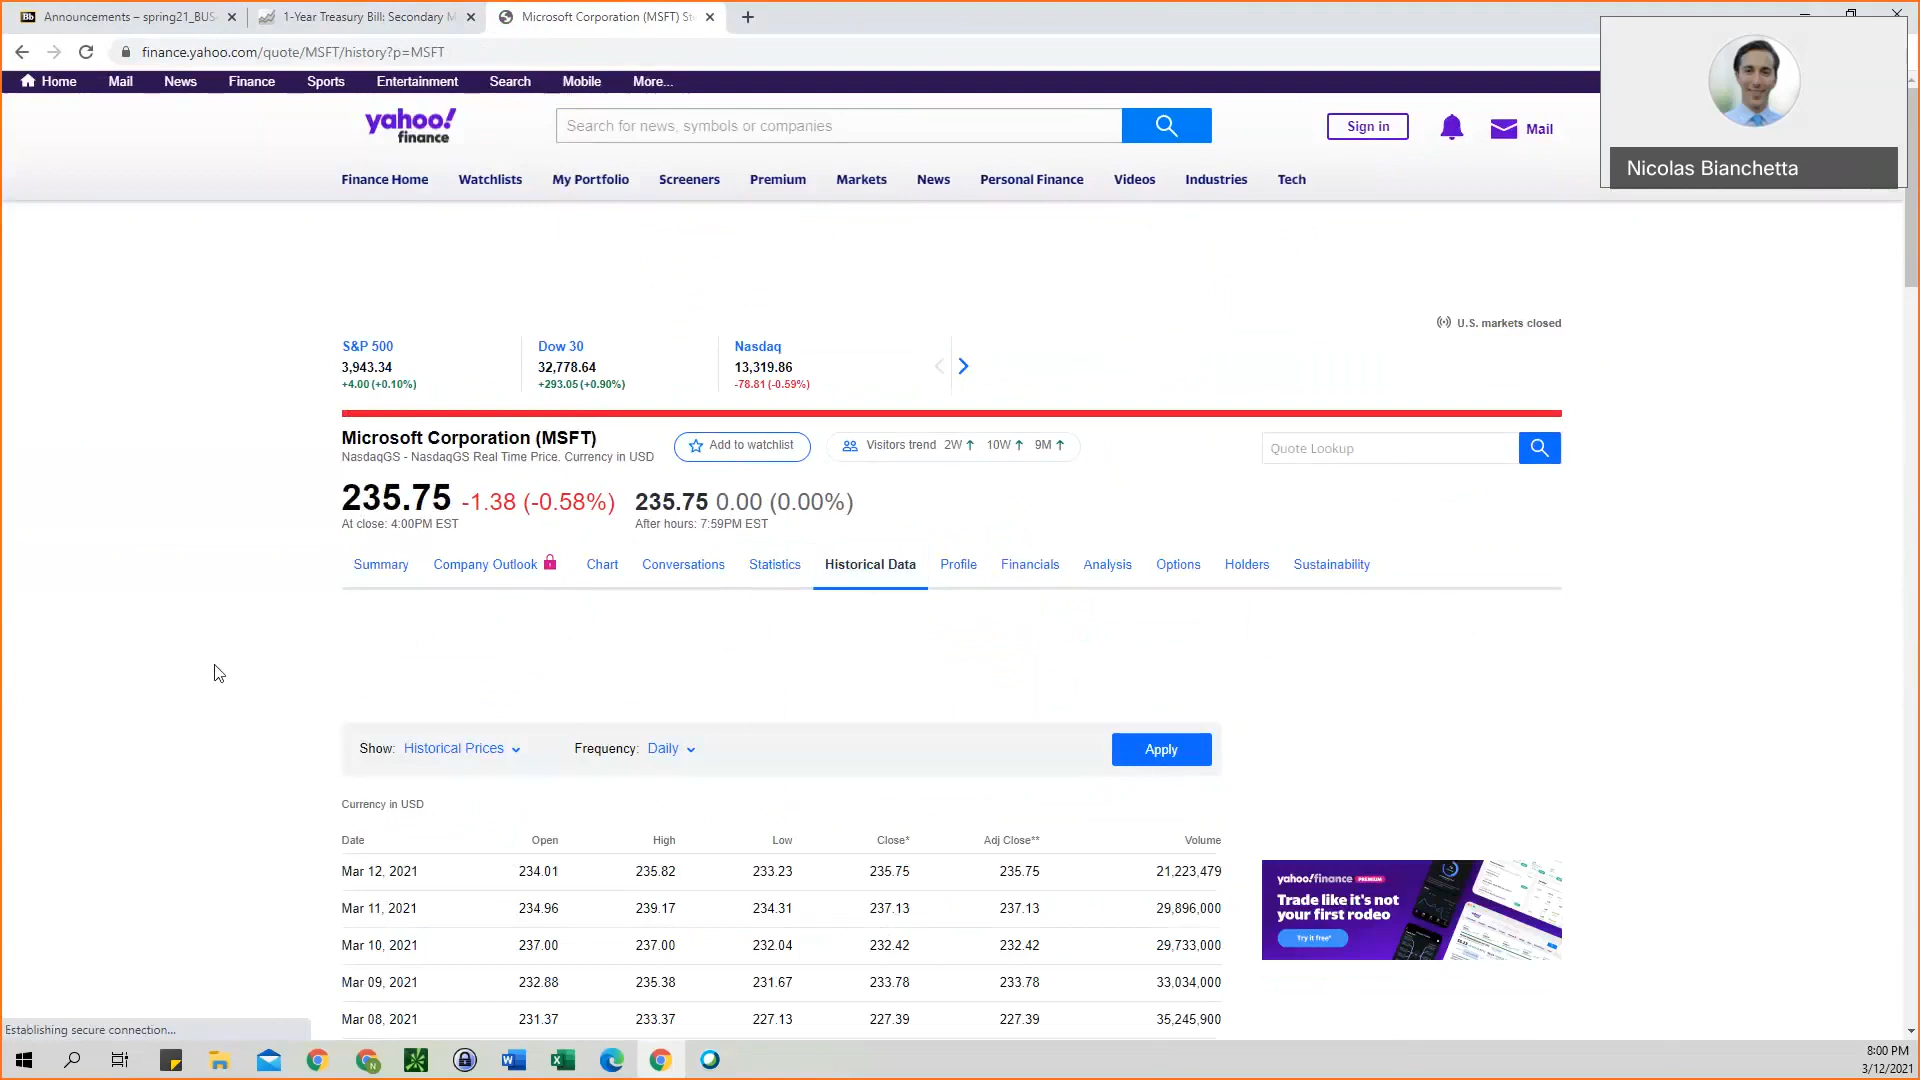 Bb Announcements – spring21_BUS-
1-Year Treasury Bill: Secondary M
Microsoft Corporation (MSFT) St
finance.yahoo.com/quote/MSFT/history?p=MSFT
Home Mail News Finance Sports Entertainment Search Mobile More...
yahoo!
finance
Search for news, symbols or companies
Sign in
Mail
Nicolas Bianchetta
Finance Home Watchlists My Portfolio Screeners Premium Markets News Personal Finance Videos Industries Tech
U.S. markets closed
S&P 500 Dow 30 Nasdaq
3,943.34 32,778.64 13,319.86
+4.00 (+0.10%) +293.05 (+0.90%) -78.81 (-0.59%)
Microsoft Corporation (MSFT)
NasdaqGS - NasdaqGS Real Time Price. Currency in USD
Add to watchlist
Visitors trend 2W ↑ 10W ↑ 9M ↑
Quote Lookup
235.75 -1.38 (-0.58%) 235.75 0.00 (0.00%)
At close: 4:00PM EST After hours: 7:59PM EST
Summary Company Outlook Chart Conversations Statistics Historical Data Profile Financials Analysis Options Holders Sustainability
Show: Historical Prices Frequency: Daily Apply
Currency in USD
Date Open High Low Close* Adj Close** Volume
Mar 12, 2021 234.01 235.82 233.23 235.75 235.75 21,223,479
Mar 11, 2021 234.96 239.17 234.31 237.13 237.13 29,896,000
Mar 10, 2021 237.00 237.00 232.04 232.42 232.42 29,733,000
Mar 09, 2021 232.88 235.38 231.67 233.78 233.78 33,034,000
Mar 08, 2021 231.37 233.37 227.13 227.39 227.39 35,245,900
yahoo!finance PREMIUM
Trade like it's not
your first rodeo
Try it free*
Establishing secure connection...
8:00 PM
3/12/2021